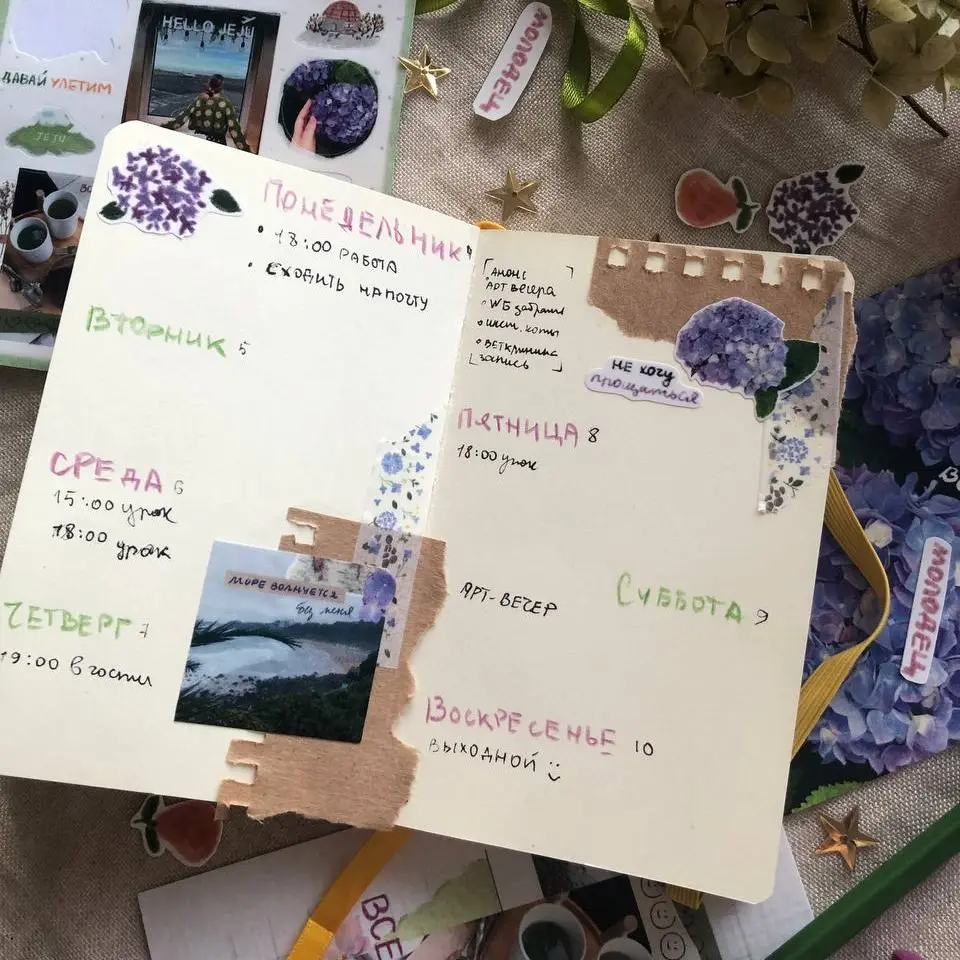 HELLO JEJU
ДАВАЙ УЛЕТИМ
JEJU
МОЛОДЕЦ
ПОНЕДЕЛЬНИК 4
• 18:00 РАБОТА
• СХОДИТЬ НА ПОЧТУ
ВТОРНИК 5
СРЕДА 6
15:00 урок
18:00 урок
ЧЕТВЕРГ 7
19:00 в гости
МОРЕ ВОЛНУЕТСЯ
без меня
• АНОНС
АРТ вечера
• WB забрать
• инст. коты
• ВЕТКЛИНИКА
ЗАПИСЬ
НЕ ХОЧУ
прощаться
ПЯТНИЦА 8
18:00 урок
СУББОТА 9
АРТ-ВЕЧЕР
ВОСКРЕСЕНЬЕ 10
ВЫХОДНОЙ
МОЛОДЕЦ
ВСЕ